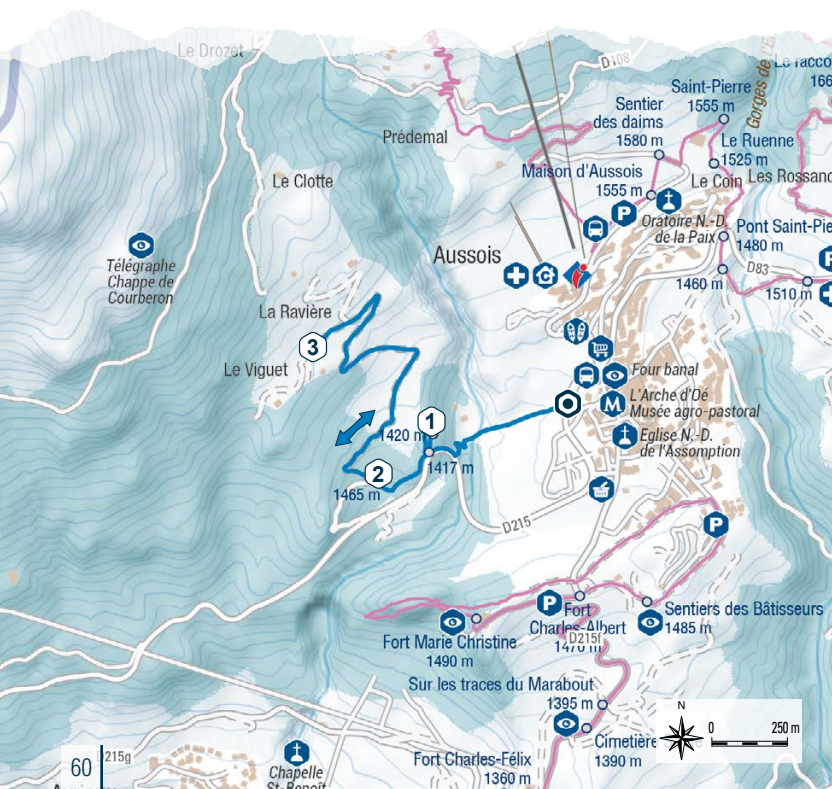 Le Drozet
D108
Gorges de l'E
Le racco
166
Saint-Pierre
1555 m
Sentier
des daims
1580 m
Prédemal
Le Ruenne
1525 m
Maison d'Aussois
1555 m
Le Coin
Les Rossan
Le Clotte
P
Oratoire N.-D.
de la Paix
Pont Saint-Pie
1480 m
Aussois
D83
P
Télégraphe
Chappe de
Courberon
1460 m
1510 m
La Ravière
3
Le Viguet
Four banal
L'Arche d'Oé
Musée agro-pastoral
M
1
1420 m
Eglise N.-D.
de l'Assomption
1417 m
2
1465 m
D215
P
P
Fort
Charles-Albert
1470 m
D215f
Sentiers des Bâtisseurs
1485 m
Fort Marie Christine
1490 m
Sur les traces du Marabout
1395 m
N
0
250 m
Cimetière
1390 m
60
215g
Fort Charles-Félix
1360 m
Chapelle
St-Benoît